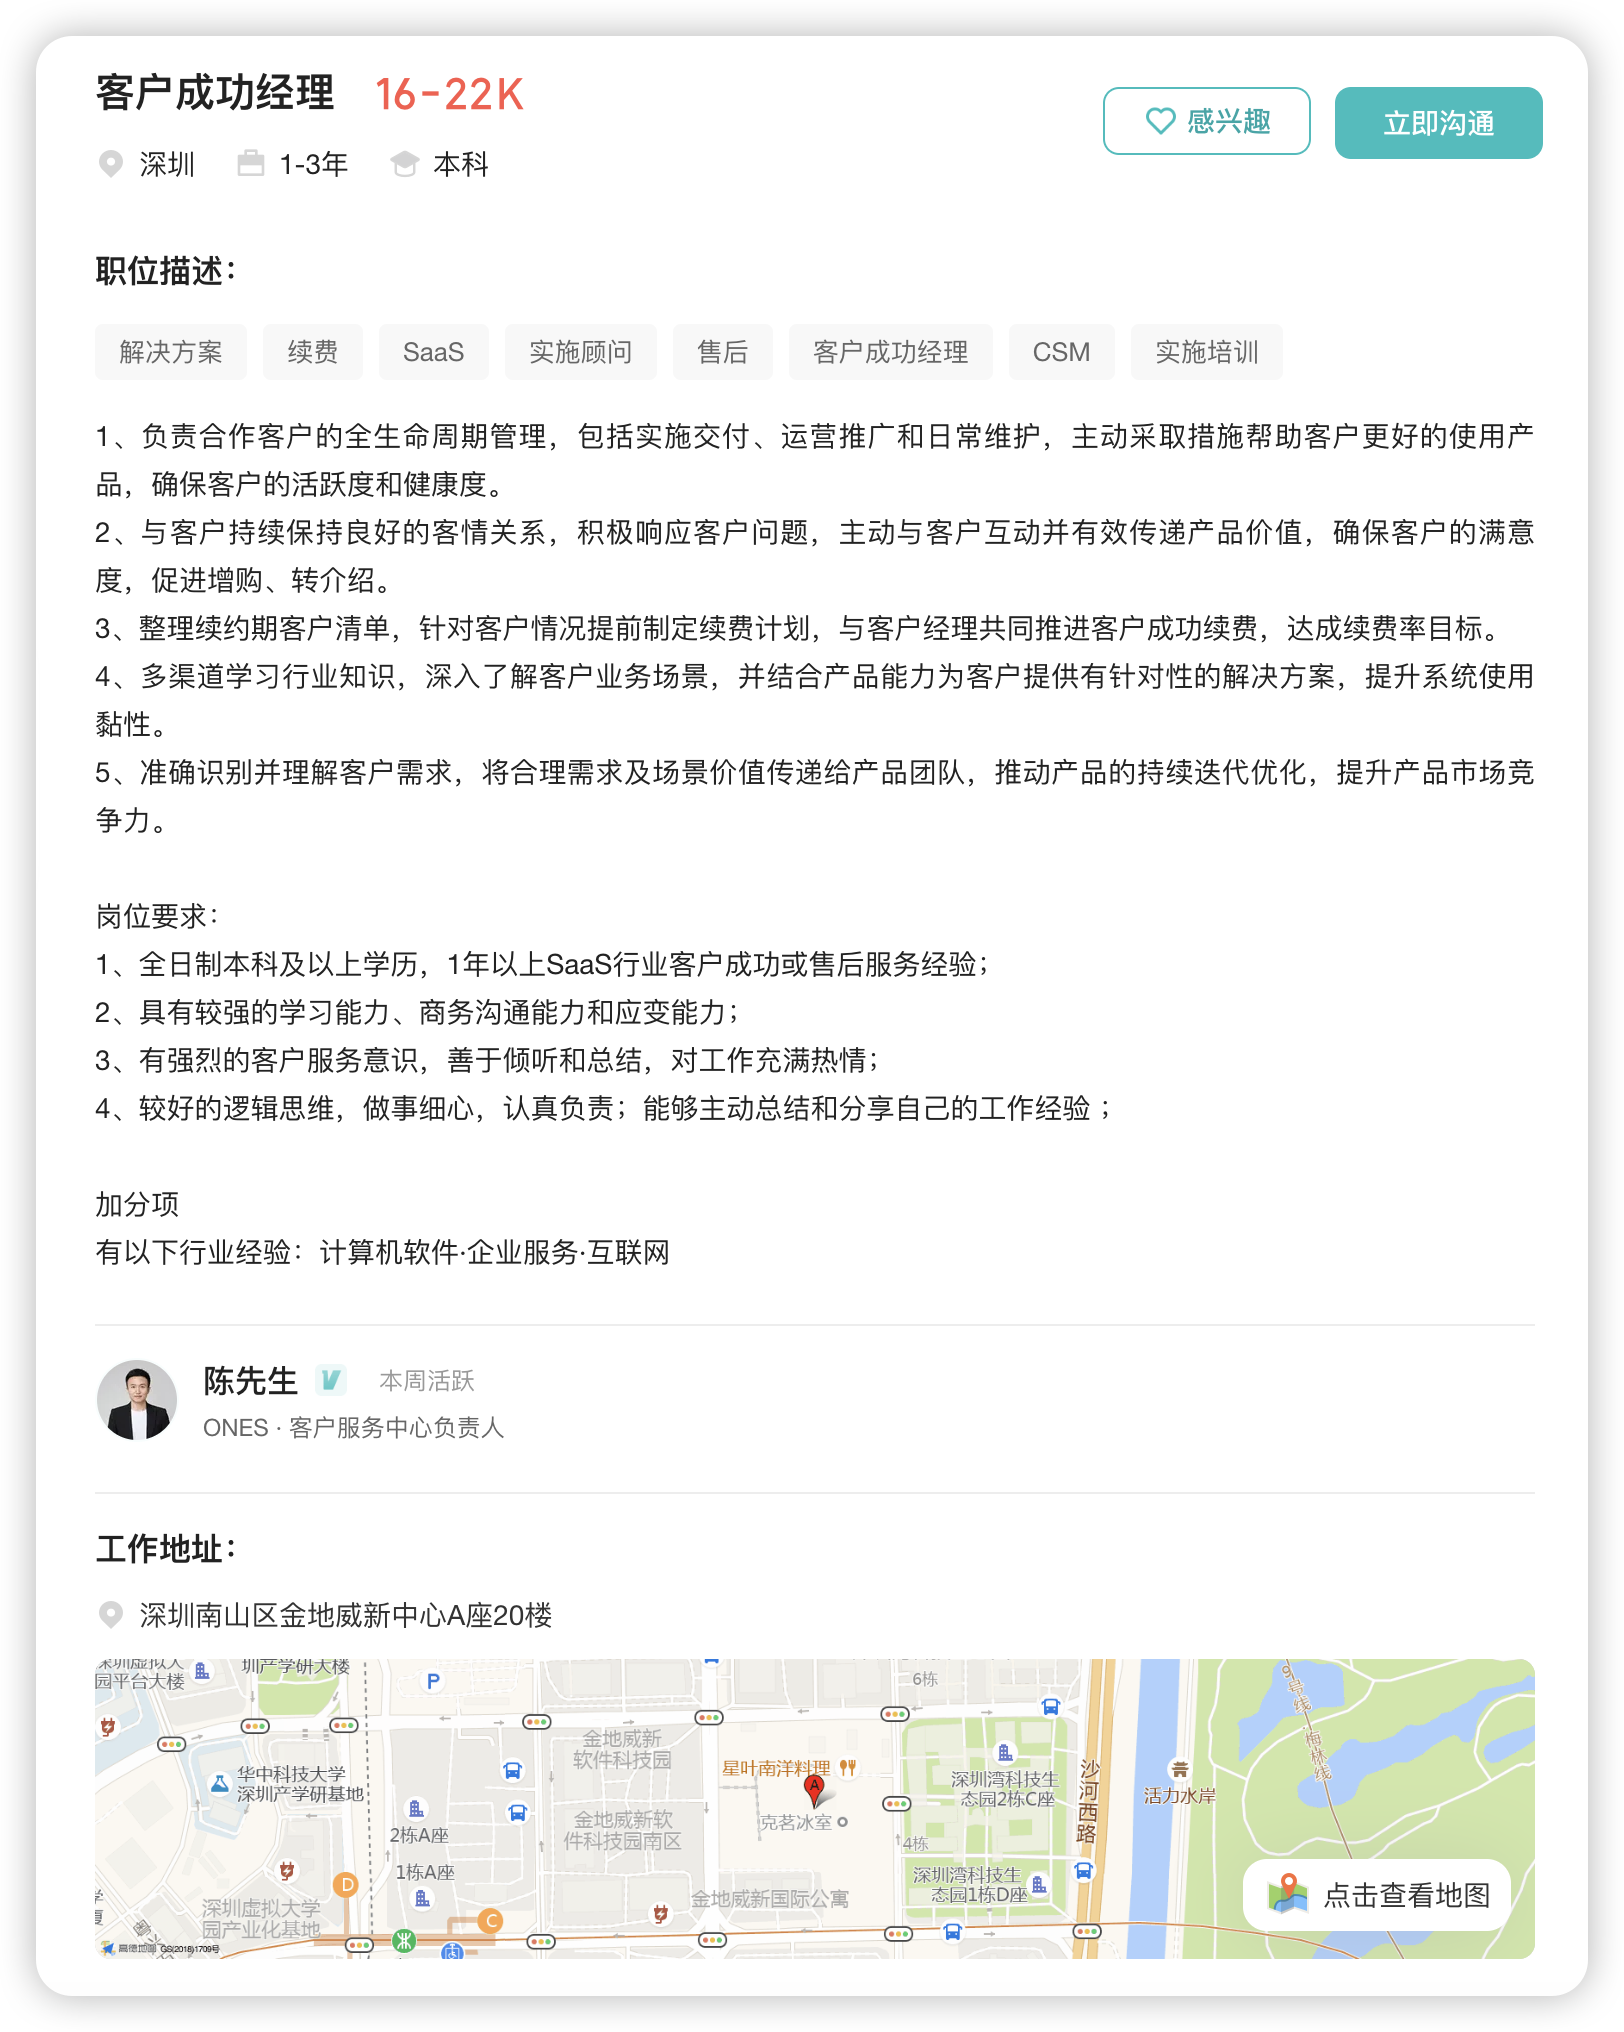 客户成功经理 16-22K
感兴趣
立即沟通
深圳 1-3年 本科
职位描述：
解决方案 续费 SaaS 实施顾问 售后 客户成功经理 CSM 实施培训
1、负责合作客户的全生命周期管理，包括实施交付、运营推广和日常维护，主动采取措施帮助客户更好的使用产
品，确保客户的活跃度和健康度。
2、与客户持续保持良好的客情关系，积极响应客户问题，主动与客户互动并有效传递产品价值，确保客户的满意
度，促进增购、转介绍。
3、整理续约期客户清单，针对客户情况提前制定续费计划，与客户经理共同推进客户成功续费，达成续费率目标。
4、多渠道学习行业知识，深入了解客户业务场景，并结合产品能力为客户提供有针对性的解决方案，提升系统使用
黏性。
5、准确识别并理解客户需求，将合理需求及场景价值传递给产品团队，推动产品的持续迭代优化，提升产品市场竞
争力。
岗位要求：
1、全日制本科及以上学历，1年以上SaaS行业客户成功或售后服务经验；
2、具有较强的学习能力、商务沟通能力和应变能力；
3、有强烈的客户服务意识，善于倾听和总结，对工作充满热情；
4、较好的逻辑思维，做事细心，认真负责；能够主动总结和分享自己的工作经验 ；
加分项
有以下行业经验：计算机软件·企业服务·互联网
陈先生 本周活跃
ONES · 客户服务中心负责人
工作地址：
深圳南山区金地威新中心A座20楼
深圳虚拟大
园平台大楼
圳产学研大楼
P
6栋
9号线
·梅林线
金地威新
软件科技园
星叶南洋料理
A
克茗冰室
华中科技大学
深圳产学研基地
深圳湾科技生
态园2栋C座
沙河西路
活力水岸
2栋A座
金地威新软
件科技园南区
4栋
1栋A座
深圳湾科技生
态园1栋D座
D
C
金地威新国际公寓
深圳虚拟大学
园产业化基地
点击查看地图
高德地图 GS(2018)1709号